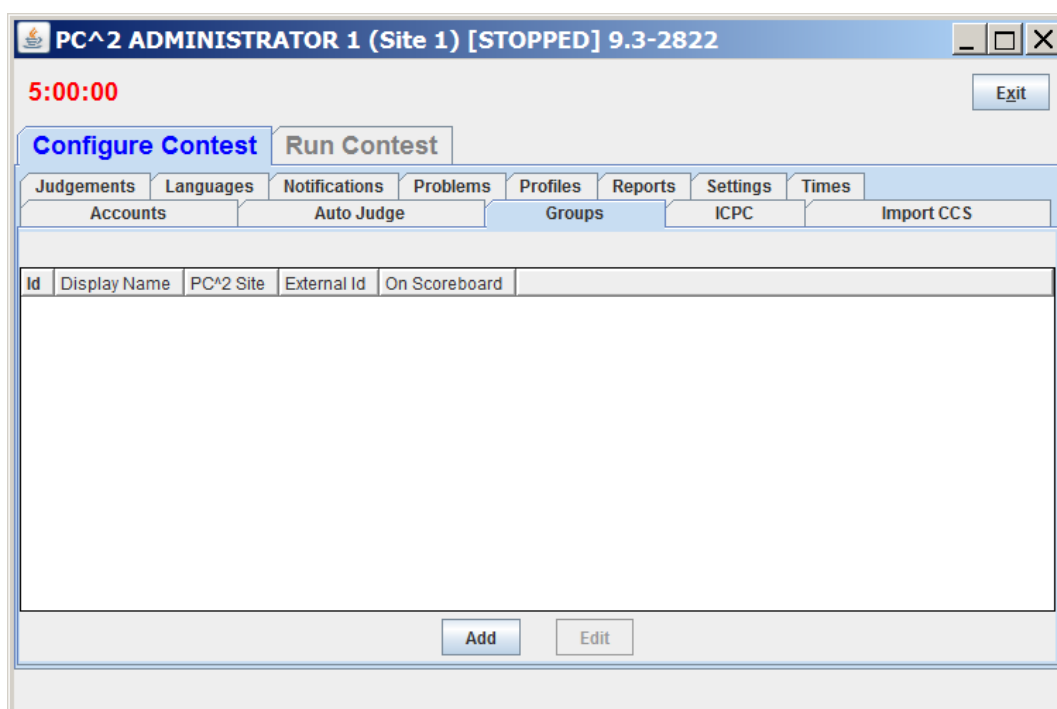 PC^2 ADMINISTRATOR 1 (Site 1) [STOPPED] 9.3-2822
5:00:00 Exit
Configure Contest Run Contest
Judgements Languages Notifications Problems Profiles Reports Settings Times
Accounts Auto Judge Groups ICPC Import CCS
Id Display Name PC^2 Site External Id On Scoreboard
Add Edit